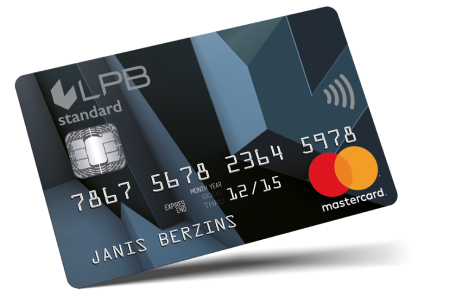 LPB
standard
7867 5678 2364 5978
MONTH YEAR
EXPIRES
END
12/15
JANIS BERZINS
mastercard